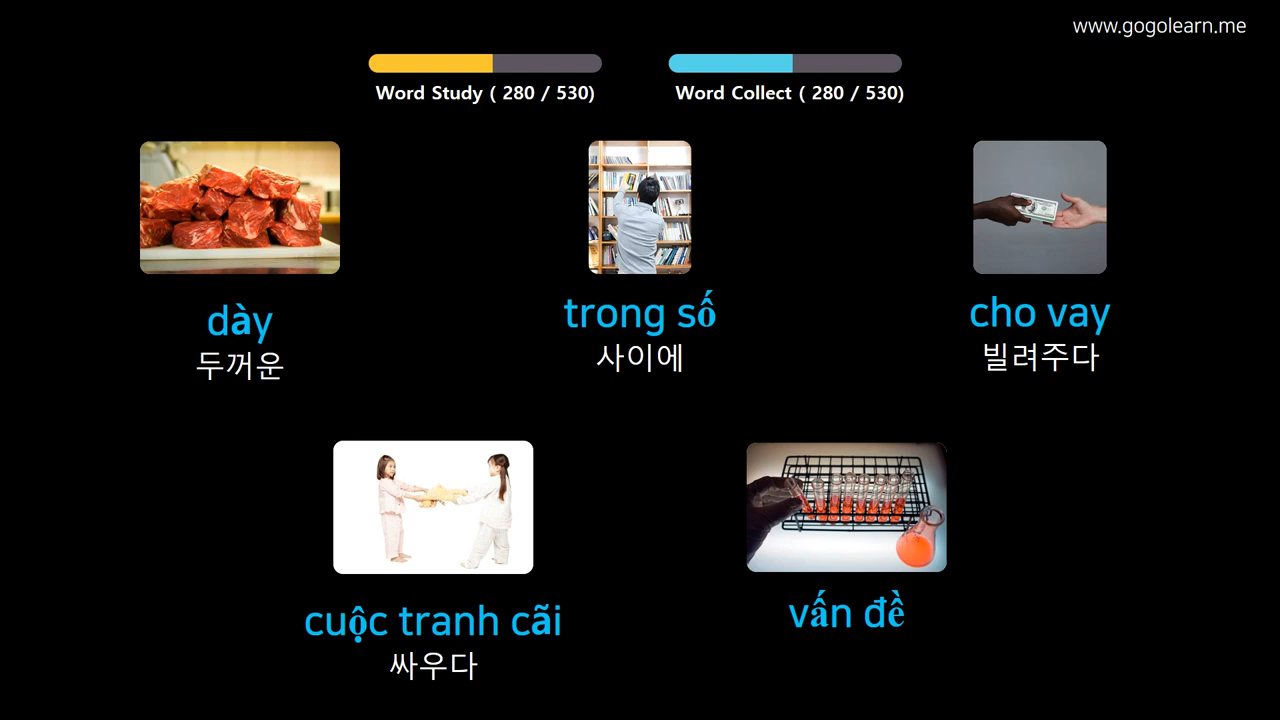 www.gogolearn.me
Word Study ( 280 / 530)
Word Collect ( 280 / 530)
dày
두꺼운
trong số
사이에
cho vay
빌려주다
cuộc tranh cãi
싸우다
vấn đề